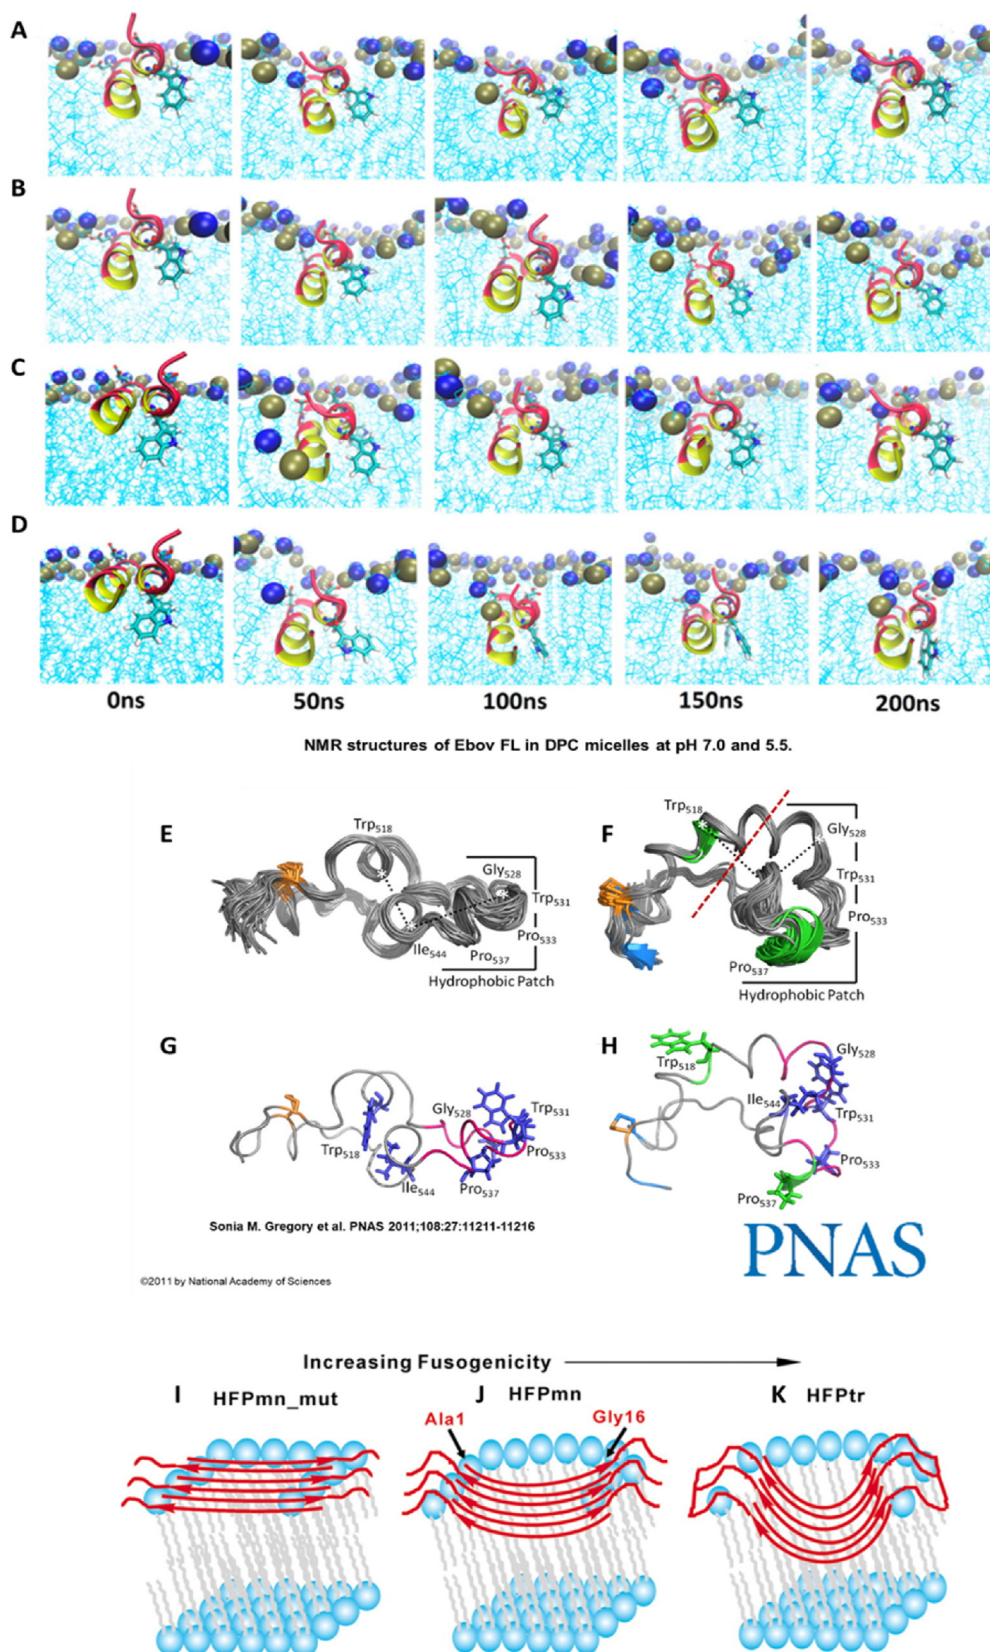 A
B
C
D
0ns 50ns 100ns 150ns 200ns
NMR structures of Ebov FL in DPC micelles at pH 7.0 and 5.5.
E
Trp518
Gly528
Trp531
Pro533
Ile544
Pro537
Hydrophobic Patch
F
Trp518
Gly528
Trp531
Pro533
Pro537
Hydrophobic Patch
G
Trp518
Gly528
Trp531
Pro533
Ile544
Pro537
H
Trp518
Gly528
Ile544
Trp531
Pro533
Pro537
Sonia M. Gregory et al. PNAS 2011;108:27:11211-11216
PNAS
©2011 by National Academy of Sciences
Increasing Fusogenicity
I HFPmn_mut
J HFPmn
K HFPtr
Ala1
Gly16